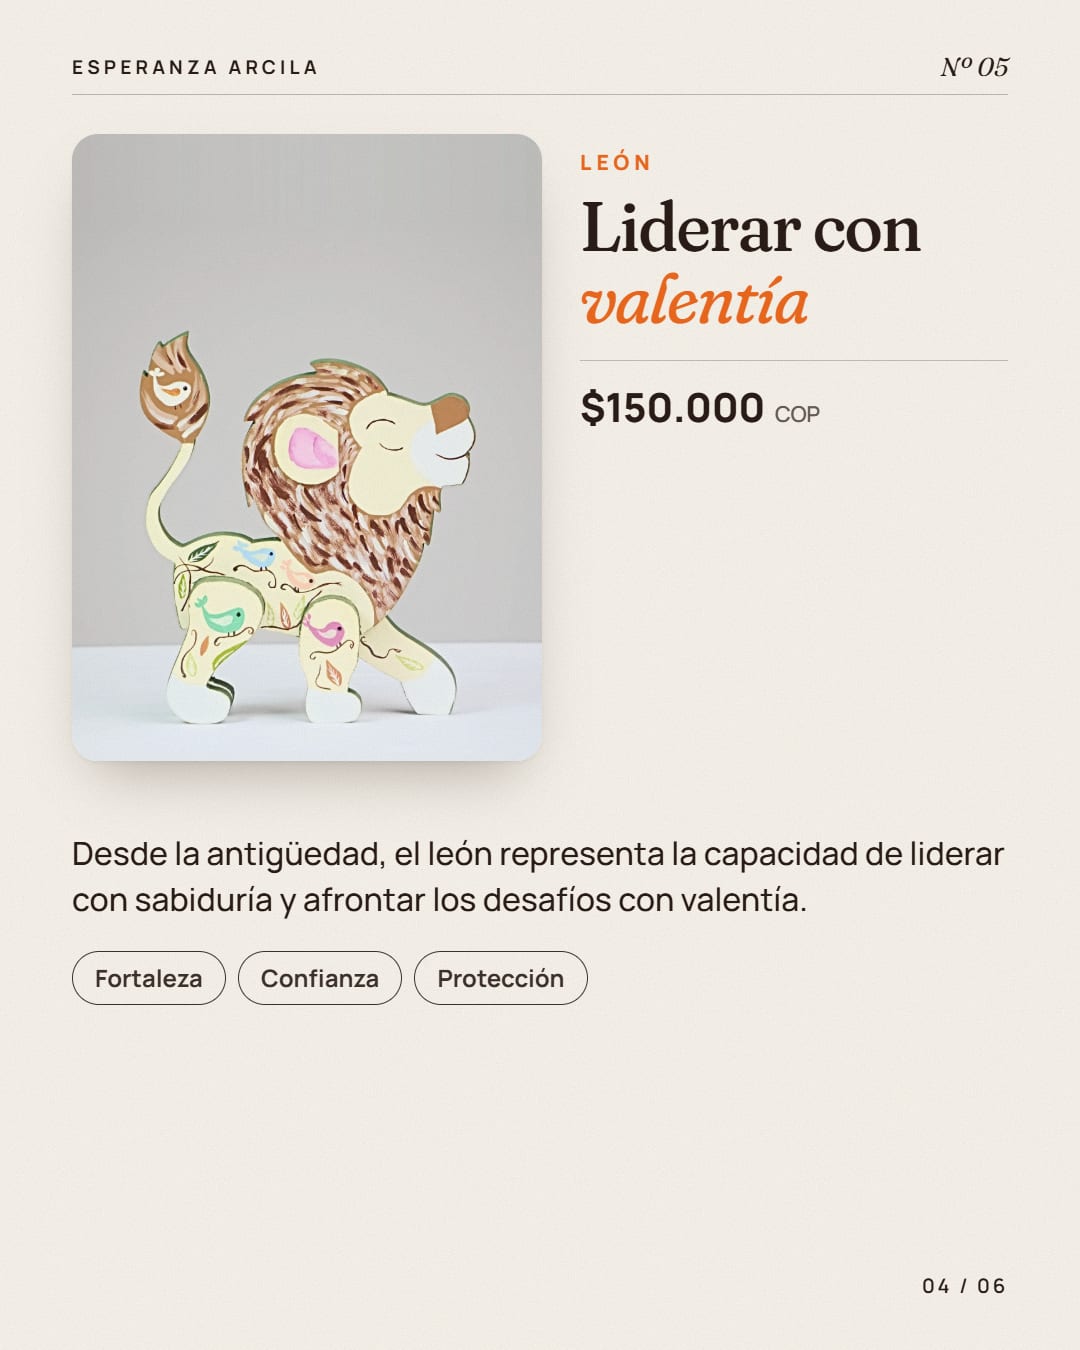 ESPERANZA ARCILA
Nº 05
LEÓN
Liderar con
valentía
$150.000 COP
Desde la antigüedad, el león representa la capacidad de liderar
con sabiduría y afrontar los desafíos con valentía.
Fortaleza
Confianza
Protección
04 / 06